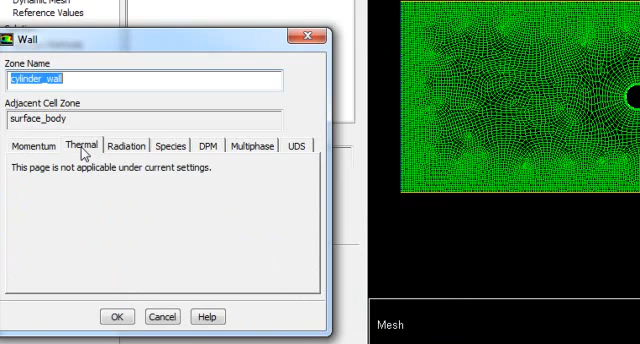 Dynamic Mesh
Reference Values
Wall
Zone Name
cylinder_wall
Adjacent Cell Zone
surface_body
Momentum Thermal Radiation Species DPM Multiphase UDS
This page is not applicable under current settings.
OK Cancel Help
Mesh